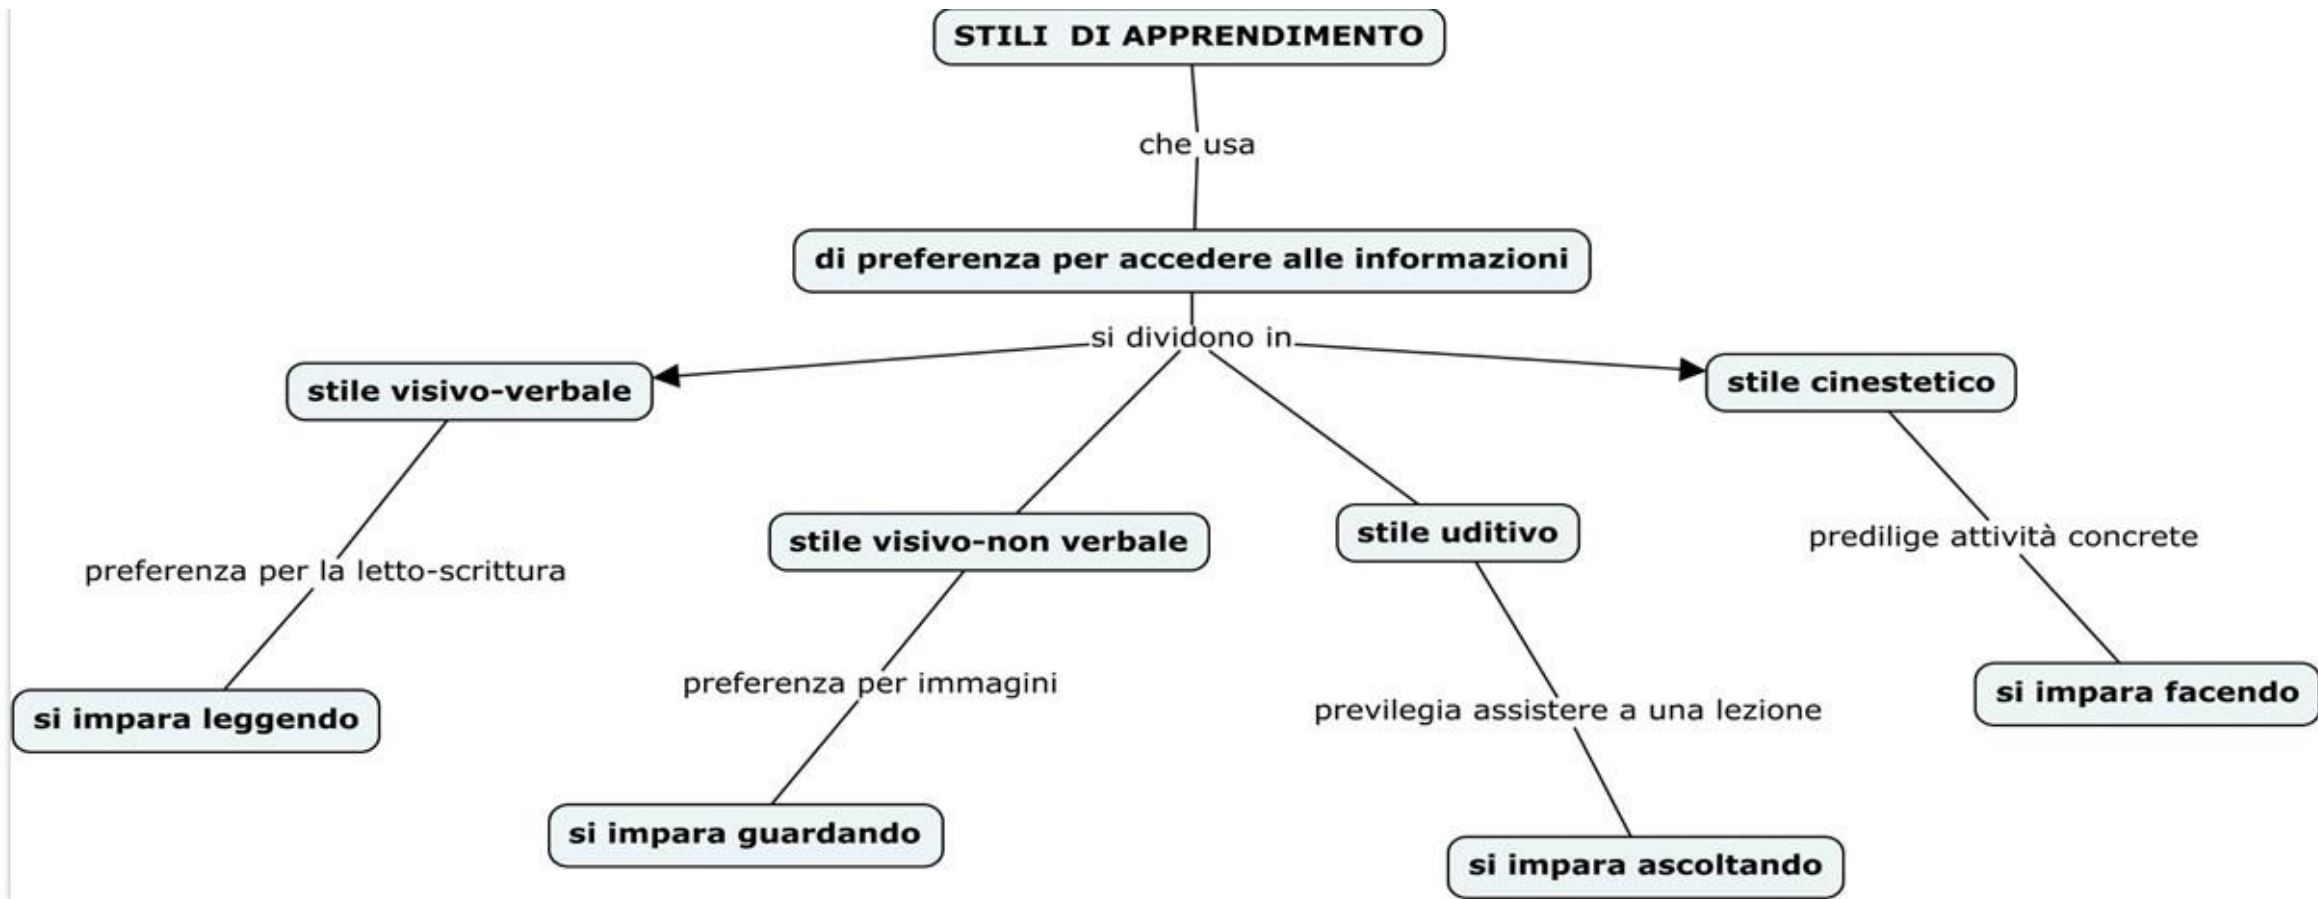 STILI DI APPRENDIMENTO
che usa
di preferenza per accedere alle informazioni
si dividono in
stile visivo-verbale
stile cinestetico
stile visivo-non verbale
stile uditivo
preferenza per la letto-scrittura
predilige attività concrete
preferenza per immagini
previlegia assistere a una lezione
si impara leggendo
si impara facendo
si impara guardando
si impara ascoltando